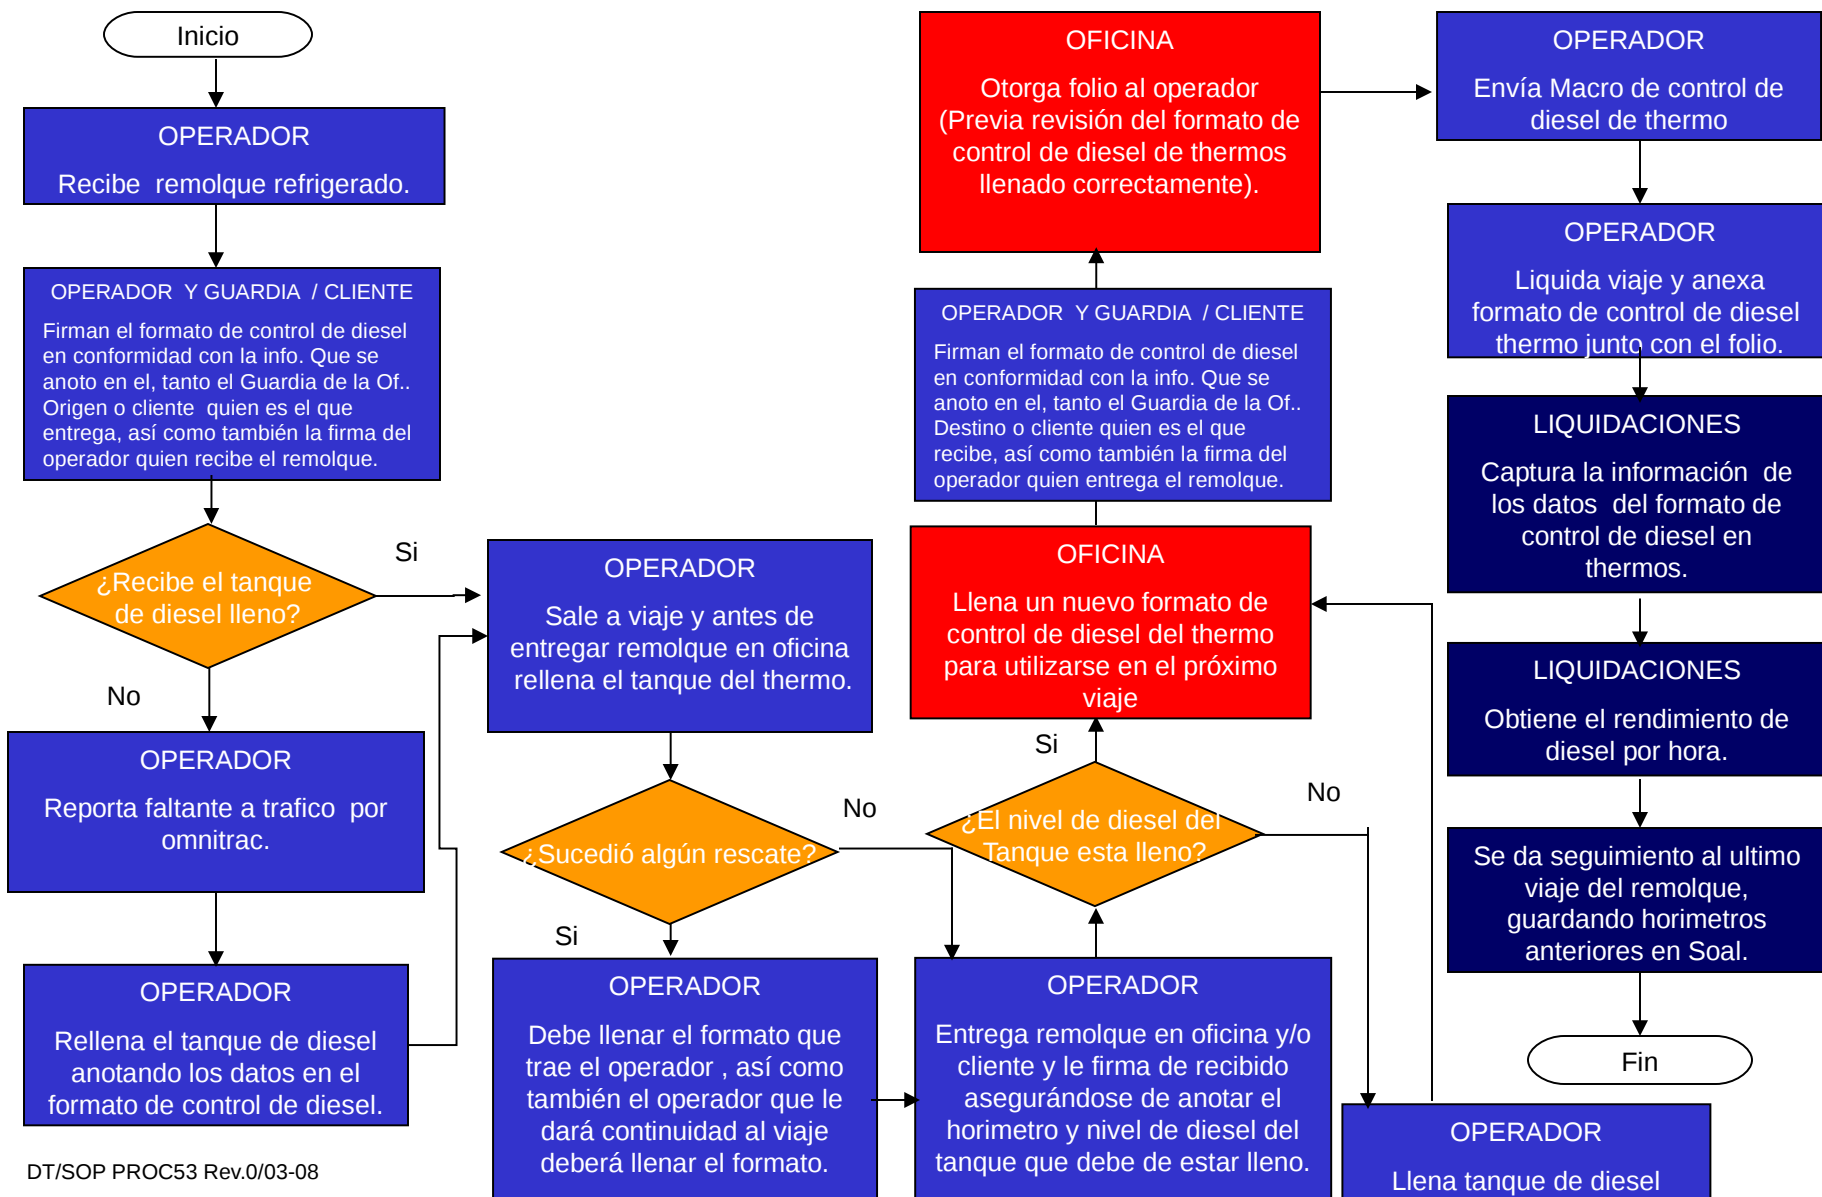 Inicio
OPERADOR
Recibe  remolque refrigerado.
OPERADOR  Y GUARDIA  / CLIENTE
Firman el formato de control de diesel
en conformidad con la info. Que se
anoto en el, tanto el Guardia de la Of..
Origen o cliente  quien es el que
entrega, así como también la firma del
operador quien recibe el remolque.
¿Recibe el tanque
de diesel lleno?
Si
No
OPERADOR
Reporta faltante a trafico  por
omnitrac.
OPERADOR
Rellena el tanque de diesel
anotando los datos en el
formato de control de diesel.
DT/SOP PROC53 Rev.0/03-08
OPERADOR
Sale a viaje y antes de
entregar remolque en oficina
rellena el tanque del thermo.
¿Sucedió algún rescate?
No
Si
OPERADOR
Debe llenar el formato que
trae el operador , así como
también el operador que le
dará continuidad al viaje
deberá llenar el formato.
OFICINA
Otorga folio al operador
(Previa revisión del formato de
control de diesel de thermos
llenado correctamente).
OPERADOR  Y GUARDIA  / CLIENTE
Firman el formato de control de diesel
en conformidad con la info. Que se
anoto en el, tanto el Guardia de la Of..
Destino o cliente quien es el que
recibe, así como también la firma del
operador quien entrega el remolque.
OFICINA
Llena un nuevo formato de
control de diesel del thermo
para utilizarse en el próximo
viaje
Si
¿El nivel de diesel del
Tanque esta lleno?
No
OPERADOR
Entrega remolque en oficina y/o
cliente y le firma de recibido
asegurándose de anotar el
horimetro y nivel de diesel del
tanque que debe de estar lleno.
OPERADOR
Envía Macro de control de
diesel de thermo
OPERADOR
Liquida viaje y anexa
formato de control de diesel
thermo junto con el folio.
LIQUIDACIONES
Captura la información  de
los datos  del formato de
control de diesel en
thermos.
LIQUIDACIONES
Obtiene el rendimiento de
diesel por hora.
Se da seguimiento al ultimo
viaje del remolque,
guardando horimetros
anteriores en Soal.
Fin
OPERADOR
Llena tanque de diesel